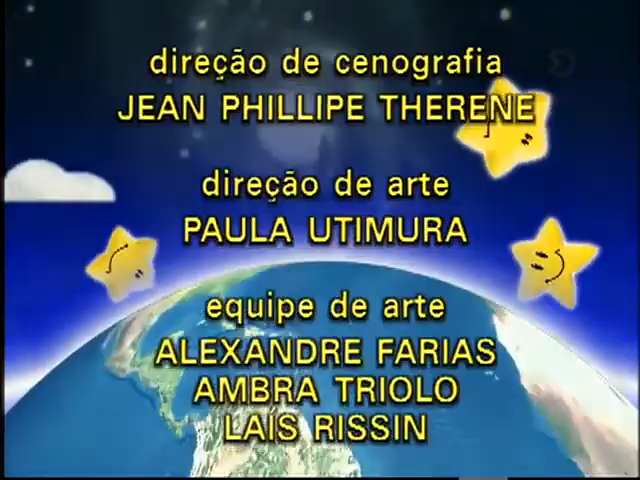 direção de cenografia
JEAN PHILLIPE THERENE
direção de arte
PAULA UTIMURA
equipe de arte
ALEXANDRE FARIAS
AMBRA TRIOLO
LAIS RISSIN